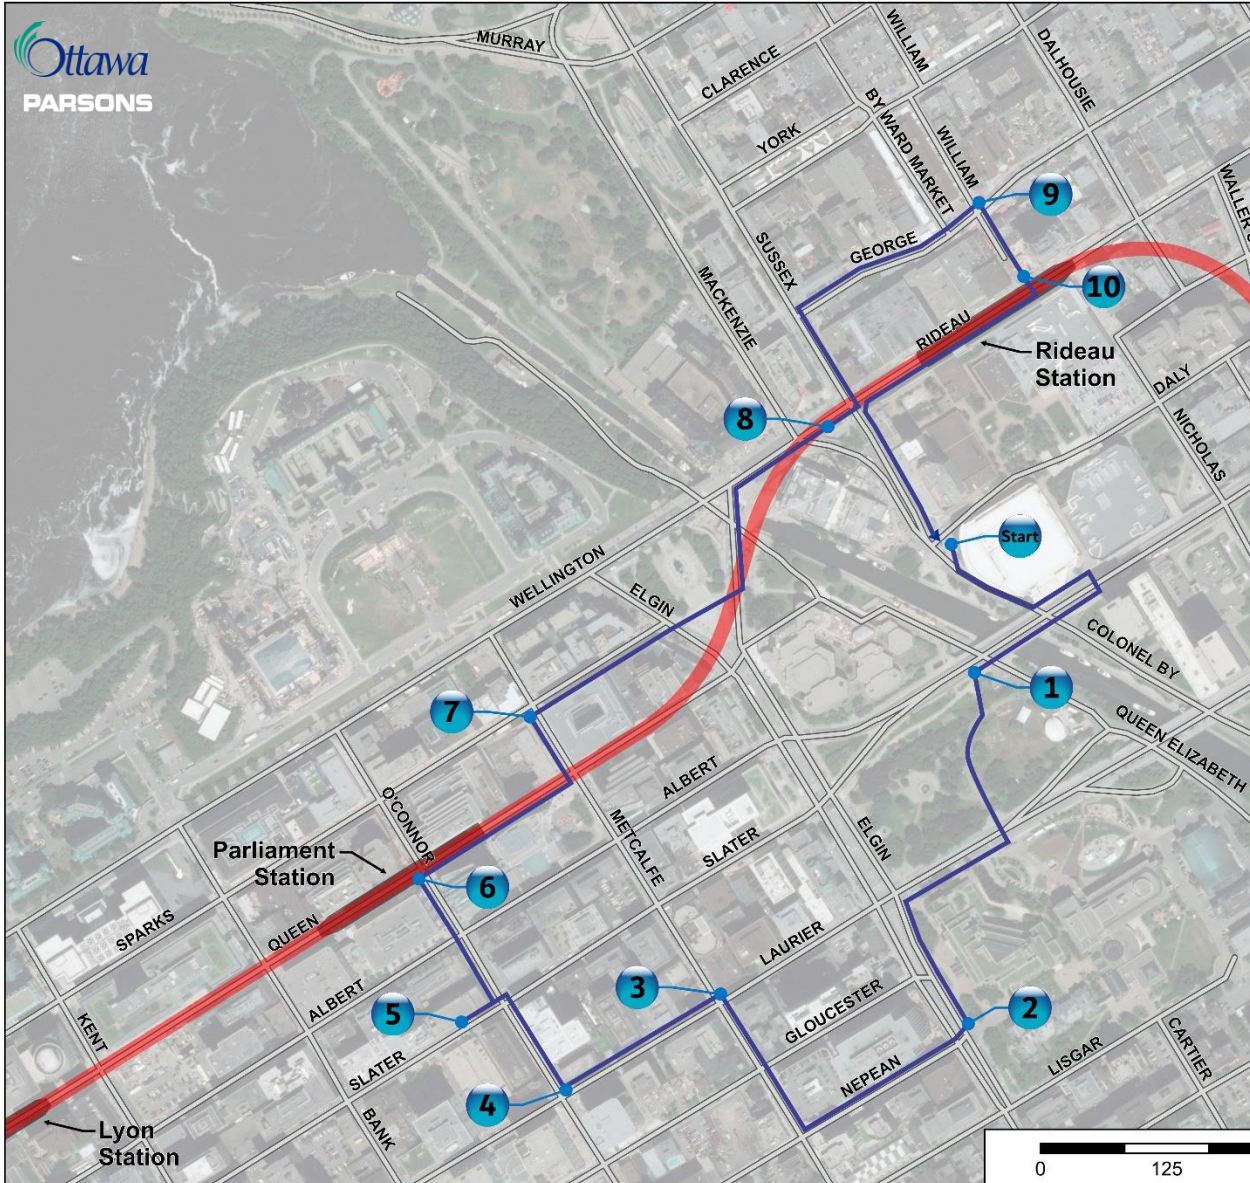 Ottawa
PARSONS
MURRAY
CLARENCE
WILLIAM
DALHOUSIE
YORK
BY WARD MARKET
WILLIAM
WALLER
9
SUSSEX
GEORGE
MACKENZIE
10
RIDEAU
Rideau
Station
DALY
8
NICHOLAS
Start
WELLINGTON
ELGIN
COLONEL BY
1
7
QUEEN ELIZABETH
ALBERT
O'CONNOR
METCALFE
SLATER
ELGIN
Parliament
Station
6
SPARKS
QUEEN
LAURIER
ALBERT
3
5
GLOUCESTER
2
KENT
SLATER
NEPEAN
LISGAR
CARTIER
4
BANK
Lyon
Station
0
125